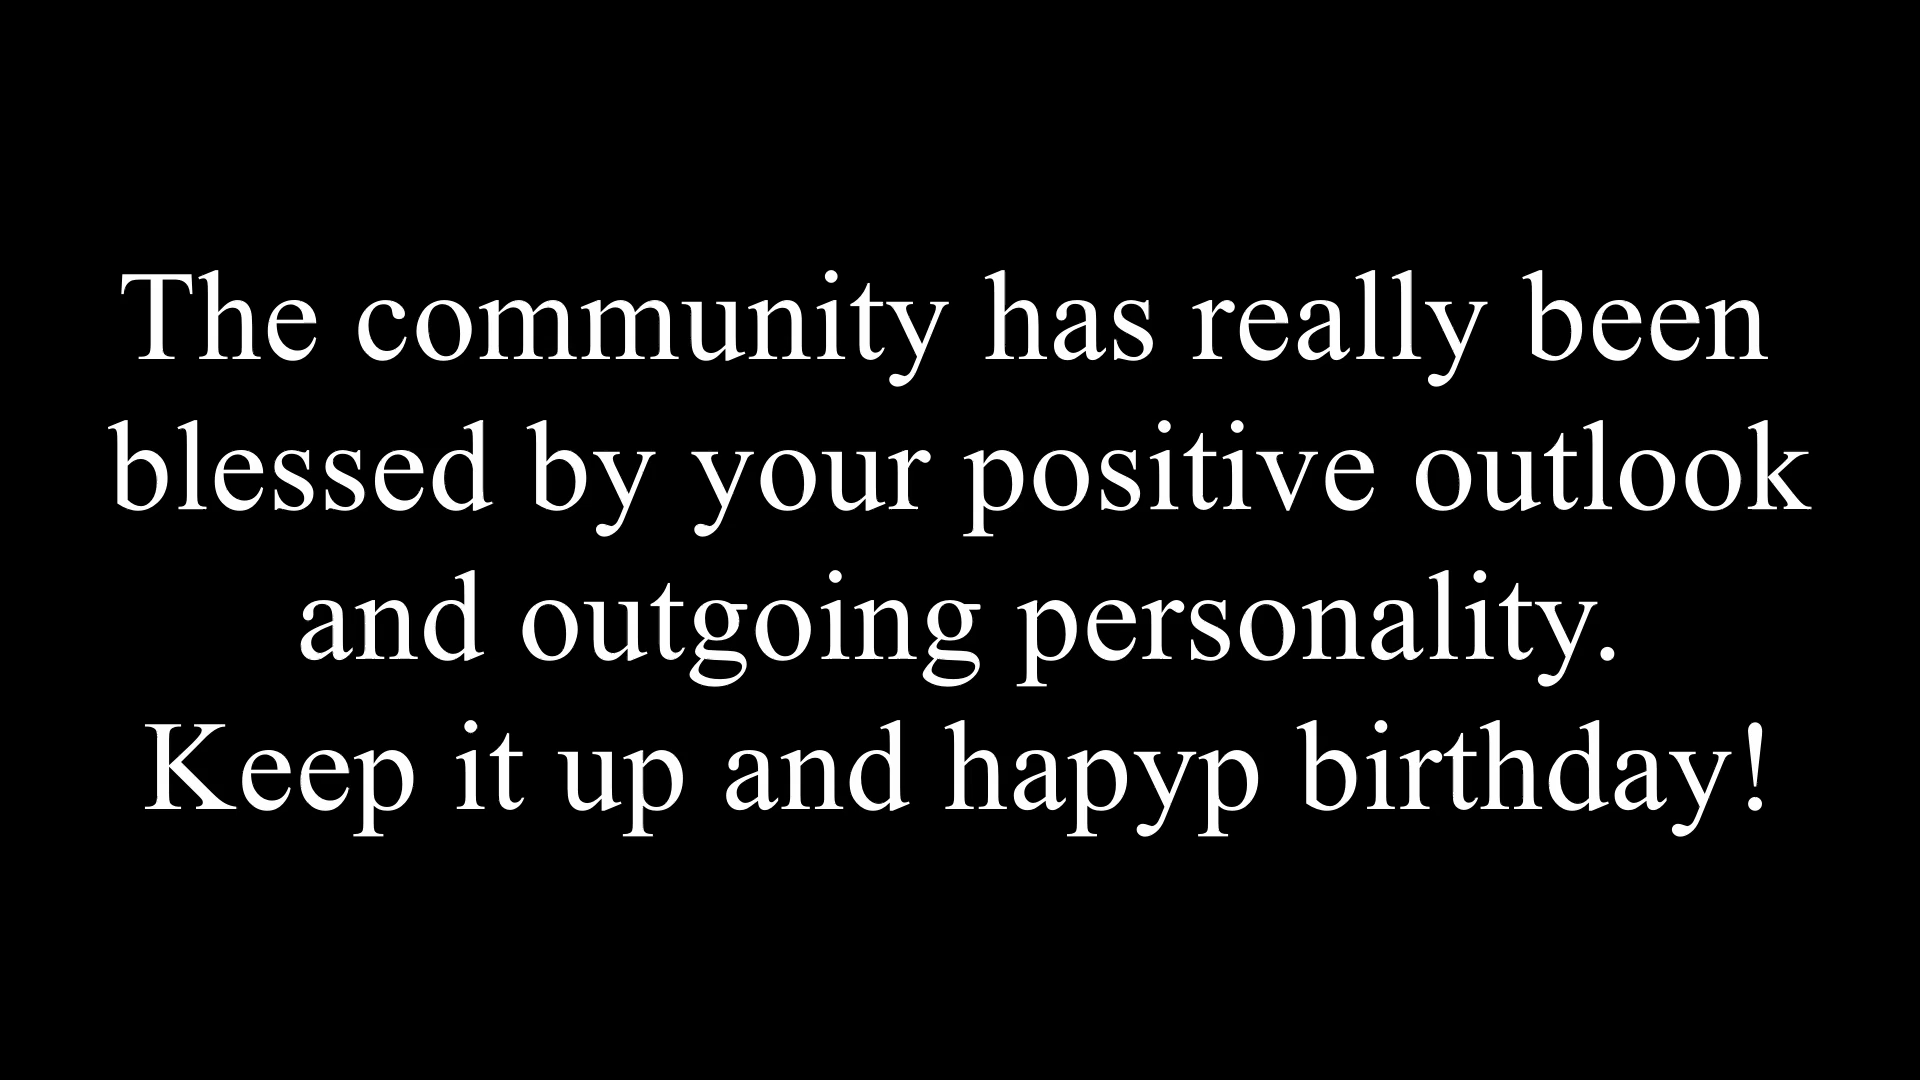 The community has really been
blessed by your positive outlook
and outgoing personality.
Keep it up and hapyp birthday!